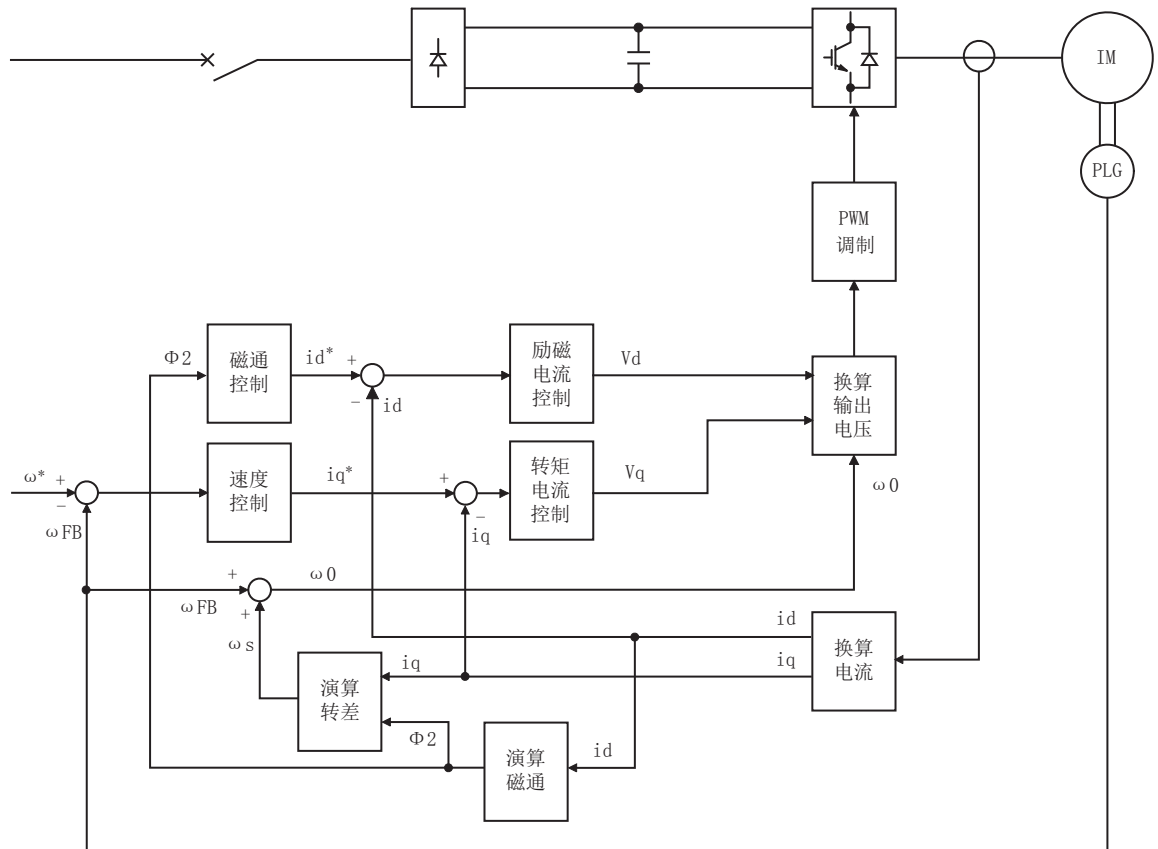 IM
PLG
PWM
调制
Φ2
磁通
控制
id*
+
−
id
励磁
电流
控制
Vd
换算
输出
电压
ω*
+
−
ωFB
速度
控制
iq*
+
−
iq
转矩
电流
控制
Vq
ω0
+
ωFB
+
ωs
ω0
演算
转差
iq
Φ2
演算
磁通
id
id
iq
换算
电流